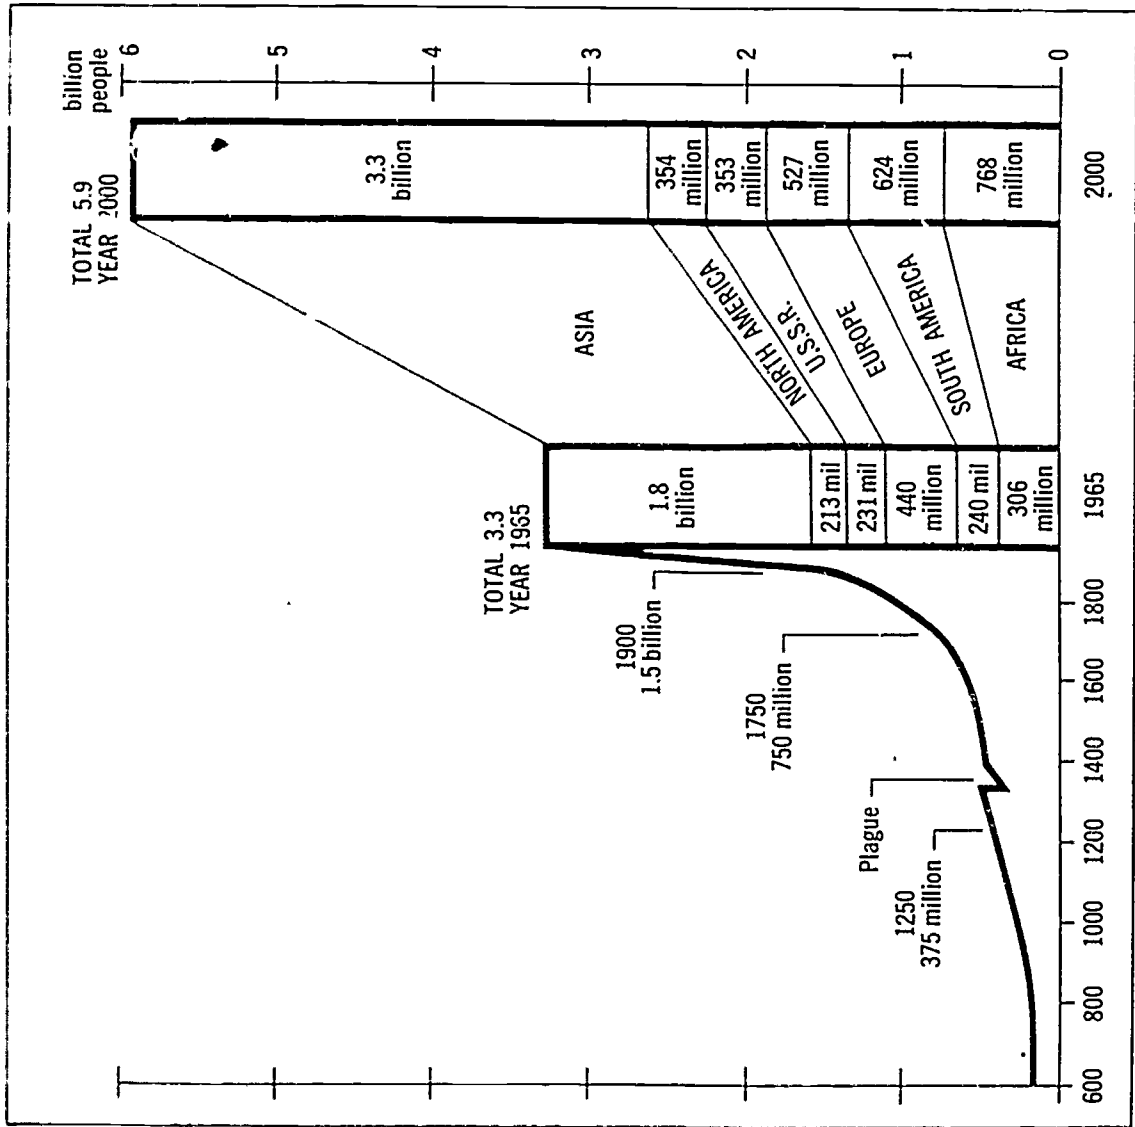 billion
people
6
5
4
3
2
1
0
TOTAL 5.9
YEAR 2000
3.3
billion
354
million
353
million
527
million
624
million
768
million
2000
ASIA
NORTH AMERICA
U.S.S.R.
EUROPE
SOUTH AMERICA
AFRICA
TOTAL 3.3
YEAR 1965
1.8
billion
213 mil
231 mil
440
million
240 mil
306
million
1965
1900
1.5 billion
1750
750 million
Plague
1250
375 million
600
800
1000
1200
1400
1600
1800